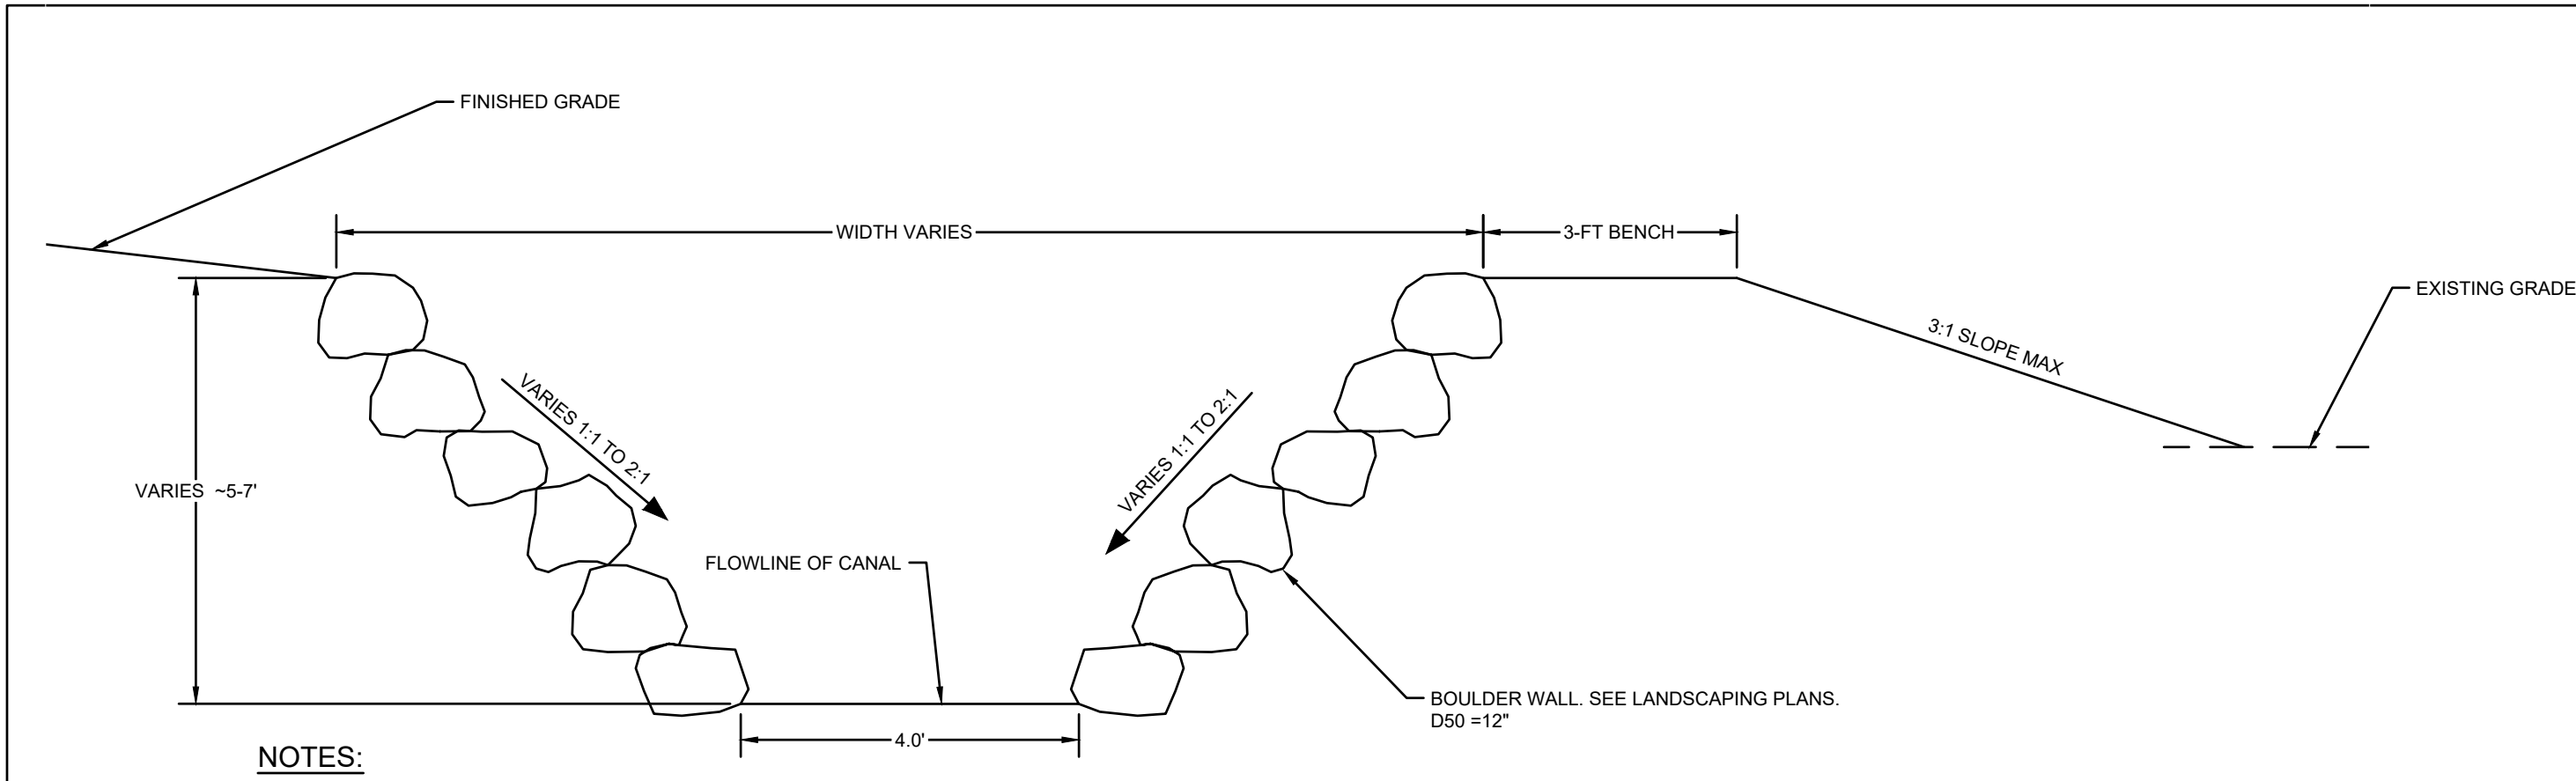 FINISHED GRADE
WIDTH VARIES
3-FT BENCH
EXISTING GRADE
3:1 SLOPE MAX
VARIES 1:1 TO 2:1
VARIES 1:1 TO 2:1
VARIES ~5-7'
FLOWLINE OF CANAL
BOULDER WALL. SEE LANDSCAPING PLANS.
D50 =12"
4.0'
NOTES: